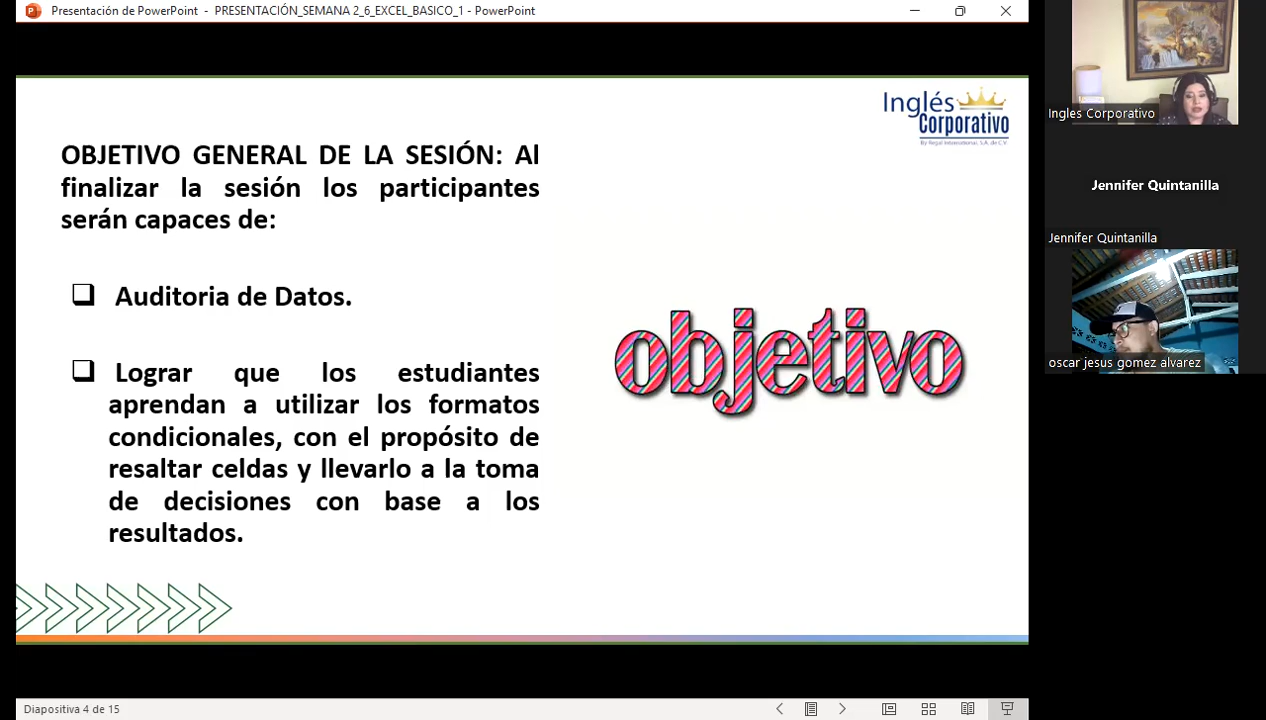 Presentación de PowerPoint - PRESENTACIÓN_SEMANA 2_6_EXCEL_BASICO_1 - PowerPoint
Inglés
Corporativo
By Regal International, S.A. de C.V.
OBJETIVO GENERAL DE LA SESIÓN: Al
finalizar la sesión los participantes
serán capaces de:
❑ Auditoria de Datos.
❑ Lograr que los estudiantes
aprendan a utilizar los formatos
condicionales, con el propósito de
resaltar celdas y llevarlo a la toma
de decisiones con base a los
resultados.
objetivo
Diapositiva 4 de 15
Ingles Corporativo
Jennifer Quintanilla
Jennifer Quintanilla
oscar jesus gomez alvarez